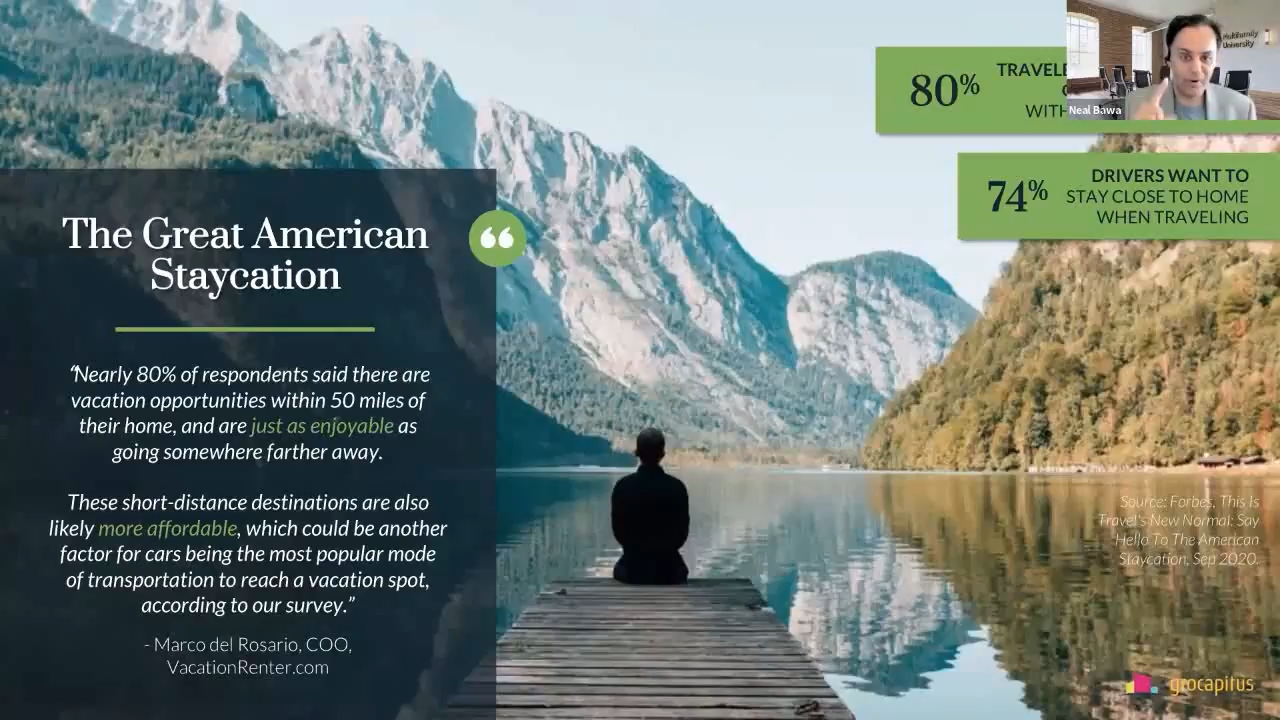 The Great American
Staycation
“Nearly 80% of respondents said there are
vacation opportunities within 50 miles of
their home, and are just as enjoyable as
going somewhere farther away.
These short-distance destinations are also
likely more affordable, which could be another
factor for cars being the most popular mode
of transportation to reach a vacation spot,
according to our survey.”
- Marco del Rosario, COO,
VacationRenter.com
80%
74%
DRIVERS WANT TO
STAY CLOSE TO HOME
WHEN TRAVELING
Neal Bawa
Multifamily
University
Source: Forbes, This Is
Travel's New Normal: Say
Hello To The American
Staycation, Sep 2020.
grocapitus